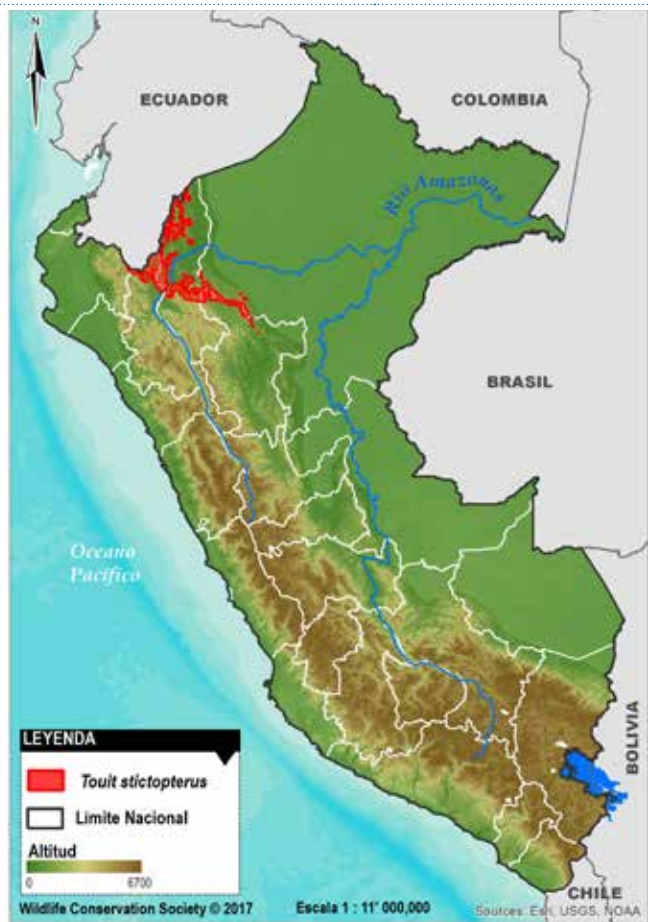 N
ECUADOR
COLOMBIA
Río Amazonas
BRASIL
Oceano
Pacífico
BOLIVIA
LEYENDA
Touit stictopterus
Limite Nacional
Altitud
0 6700
CHILE
Wildlife Conservation Society © 2017 Escala 1 : 11' 000,000 Sources: Esri, USGS, NOAA